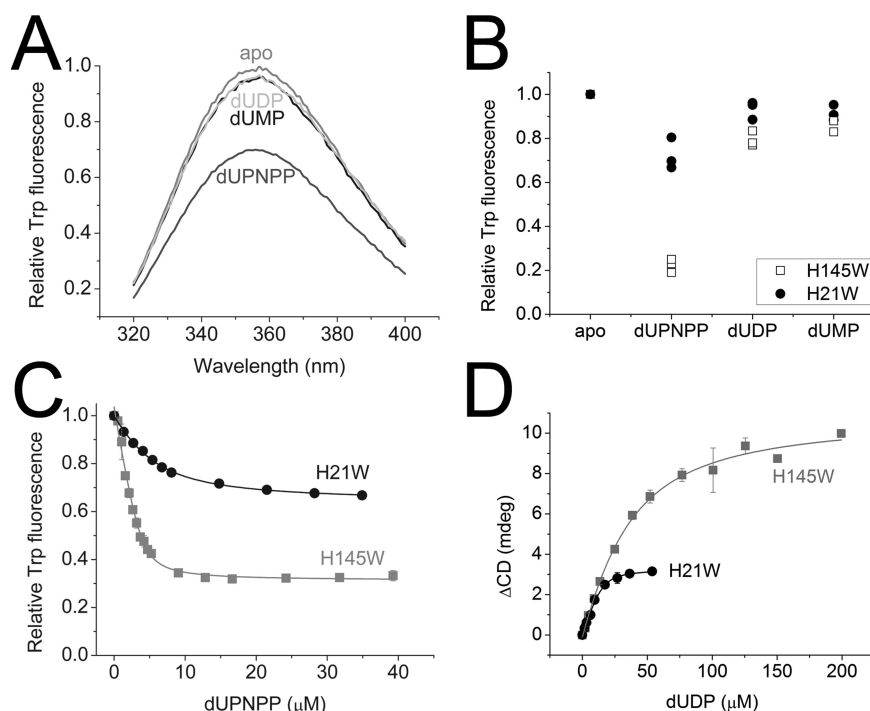 A
Relative Trp fluorescence
1.0
0.8
0.6
0.4
0.2
apo
dUDP
dUMP
dUPNPP
320 340 360 380 400
Wavelength (nm)
B
Relative Trp fluorescence
1.0
0.8
0.6
0.4
0.2
0.0
H145W
H21W
apo dUPNPP dUDP dUMP
C
Relative Trp fluorescence
1.0
0.8
0.6
0.4
0.2
0.0
H21W
H145W
0 10 20 30 40
dUPNPP (μM)
D
ΔCD (mdeg)
10
8
6
4
2
0
H145W
H21W
0 50 100 150 200
dUDP (μM)